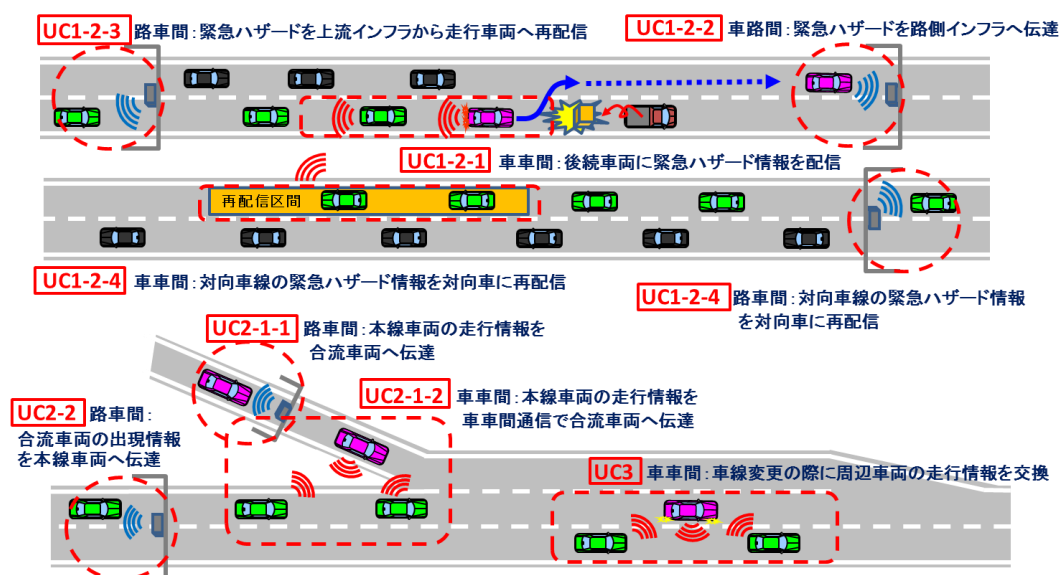 UC1-2-3 路車間：緊急ハザードを上流インフラから走行車両へ再配信
UC1-2-2 車路間：緊急ハザードを路側インフラへ伝達
UC1-2-1 車車間：後続車両に緊急ハザード情報を配信
再配信区間
UC1-2-4 車車間：対向車線の緊急ハザード情報を対向車に再配信
UC1-2-4 路車間：対向車線の緊急ハザード情報
を対向車に再配信
UC2-1-1 路車間：本線車両の走行情報を
合流車両へ伝達
UC2-1-2 車車間：本線車両の走行情報を
車車間通信で合流車両へ伝達
UC2-2 路車間：
合流車両の出現情報
を本線車両へ伝達
UC3 車車間：車線変更の際に周辺車両の走行情報を交換